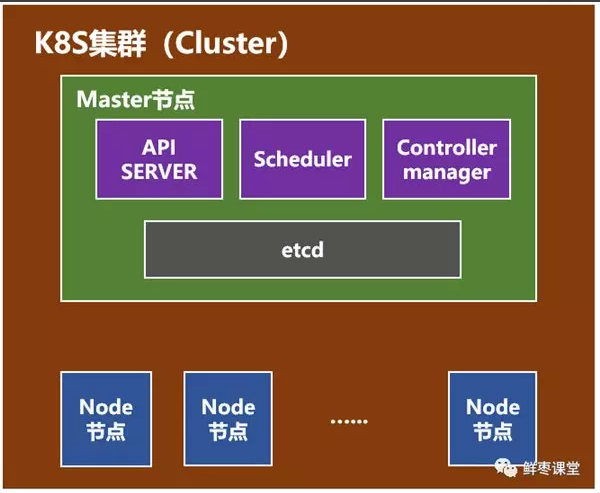 K8S集群（Cluster）
Master节点
API
SERVER
Scheduler
Controller
manager
etcd
Node
节点
Node
节点
......
Node
节点
鲜枣课堂